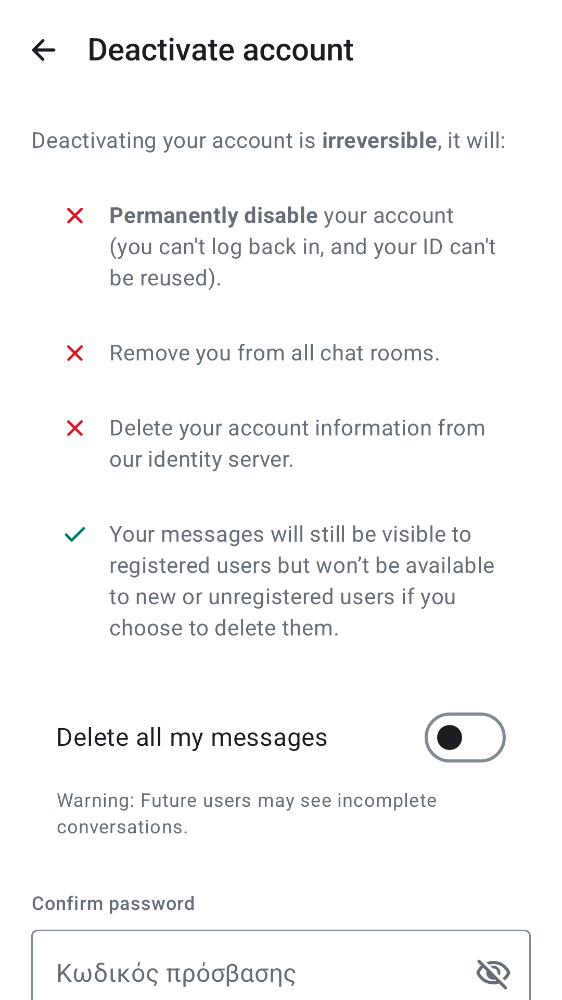 Deactivate account
Deactivating your account is irreversible, it will:
Permanently disable your account
(you can't log back in, and your ID can't
be reused).
Remove you from all chat rooms.
Delete your account information from
our identity server.
Your messages will still be visible to
registered users but won’t be available
to new or unregistered users if you
choose to delete them.
Delete all my messages
Warning: Future users may see incomplete
conversations.
Confirm password
Κωδικός πρόσβασης